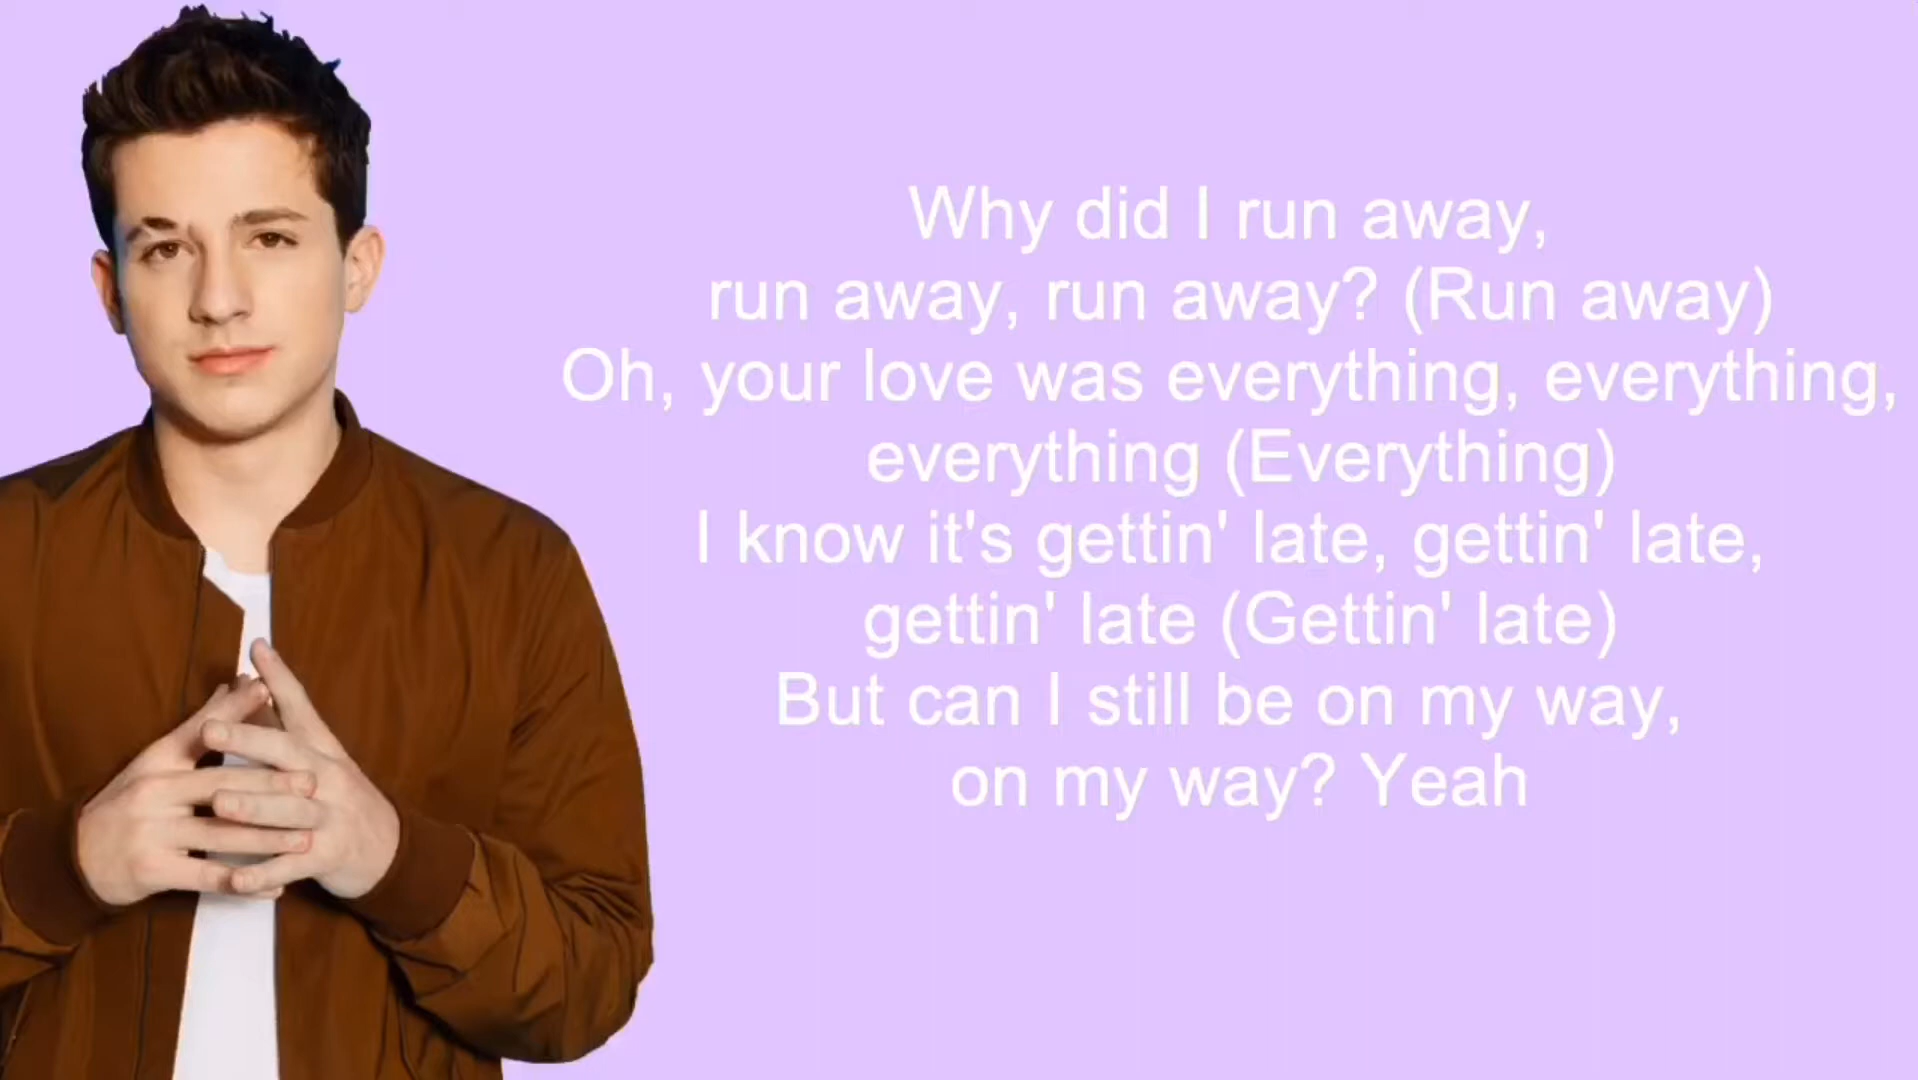 Why did I run away,
run away, run away? (Run away)
Oh, your love was everything, everything,
everything (Everything)
I know it's gettin' late, gettin' late,
gettin' late (Gettin' late)
But can I still be on my way,
on my way? Yeah